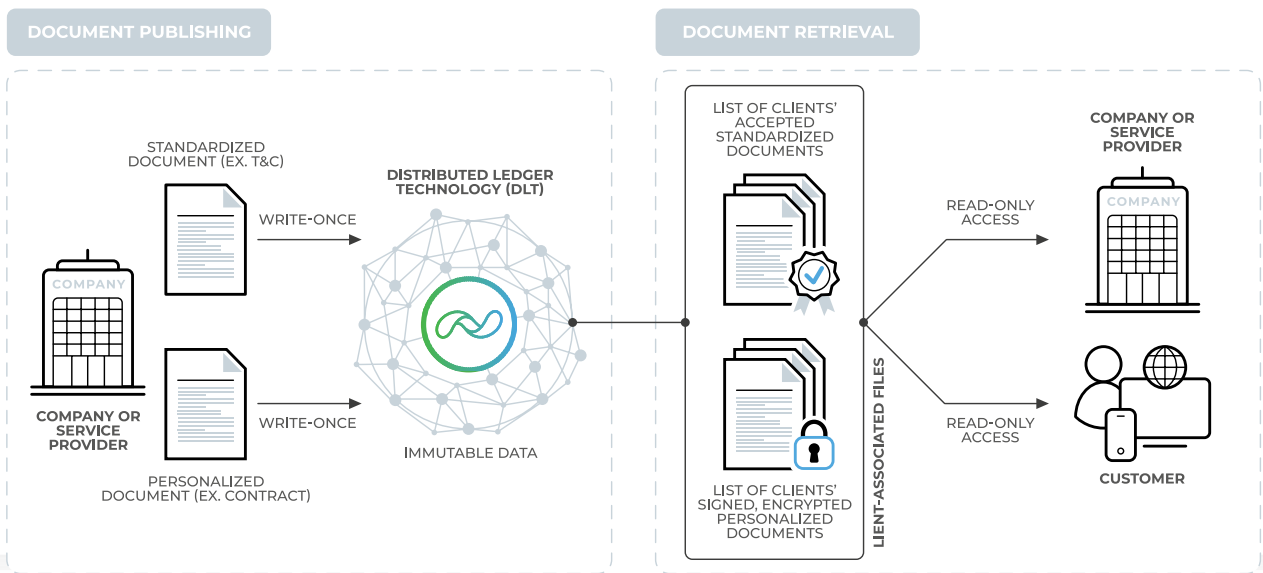 DOCUMENT PUBLISHING
STANDARDIZED
DOCUMENT (EX. T&C)
WRITE-ONCE
COMPANY
COMPANY OR
SERVICE
PROVIDER
WRITE-ONCE
PERSONALIZED
DOCUMENT (EX. CONTRACT)
DISTRIBUTED LEDGER
TECHNOLOGY (DLT)
IMMUTABLE DATA
DOCUMENT RETRIEVAL
LIST OF CLIENTS'
ACCEPTED
STANDARDIZED
DOCUMENTS
LIST OF CLIENTS'
SIGNED, ENCRYPTED
PERSONALIZED
DOCUMENTS
LIENT-ASSOCIATED FILES
READ-ONLY
ACCESS
COMPANY OR
SERVICE
PROVIDER
COMPANY
READ-ONLY
ACCESS
CUSTOMER